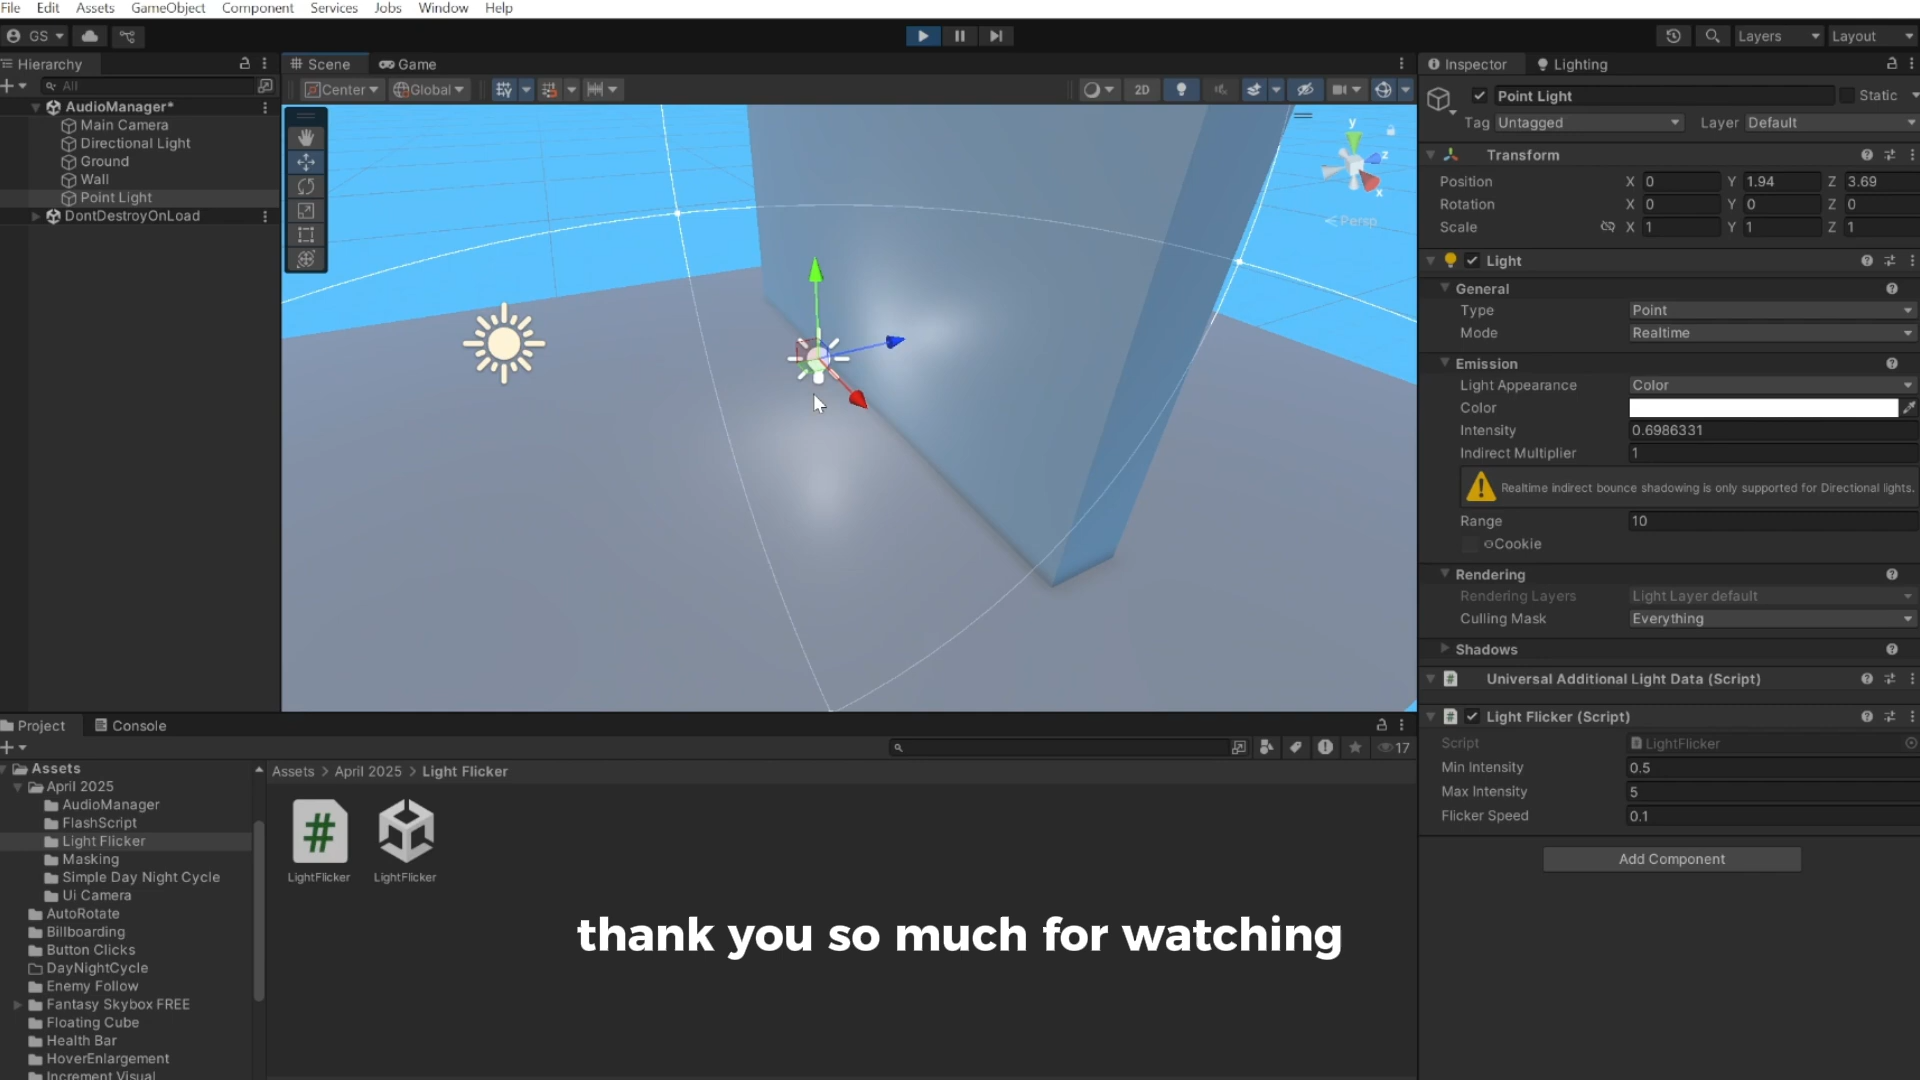 File Edit Assets GameObject Component Services Jobs Window Help
GS Layers Layout
Hierarchy
All
AudioManager*
Main Camera
Directional Light
Ground
Wall
Point Light
DontDestroyOnLoad
Scene Game
Center Global 2D
y
z
x
Persp
Inspector Lighting
Point Light Static
Tag Untagged Layer Default
Transform
Position X 0 Y 1.94 Z 3.69
Rotation X 0 Y 0 Z 0
Scale X 1 Y 1 Z 1
Light
General
Type Point
Mode Realtime
Emission
Light Appearance Color
Color
Intensity 0.6986331
Indirect Multiplier 1
Realtime indirect bounce shadowing is only supported for Directional lights.
Range 10
Cookie
Rendering
Rendering Layers Light Layer default
Culling Mask Everything
Shadows
# Universal Additional Light Data (Script)
# Light Flicker (Script)
Script LightFlicker
Min Intensity 0.5
Max Intensity 5
Flicker Speed 0.1
Add Component
Project Console
17
Assets
April 2025
AudioManager
FlashScript
Light Flicker
Masking
Simple Day Night Cycle
Ui Camera
AutoRotate
Billboarding
Button Clicks
DayNightCycle
Enemy Follow
Fantasy Skybox FREE
Floating Cube
Health Bar
HoverEnlargement
Increment Visual
Assets > April 2025 > Light Flicker
#
LightFlicker LightFlicker
thank you so much for watching